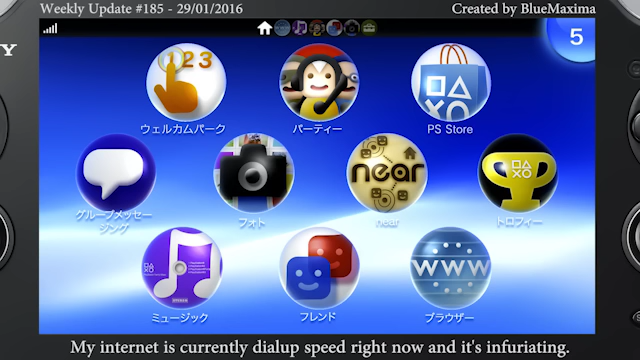 Weekly Update #185 - 29/01/2016
Created by BlueMaxima
Y
5
123
ウェルカムパーク
パーティー
PS Store
グループメッセージング
フォト
near
near
トロフィー
ミュージック
フレンド
WWW
ブラウザー
My internet is currently dialup speed right now and it's infuriating.